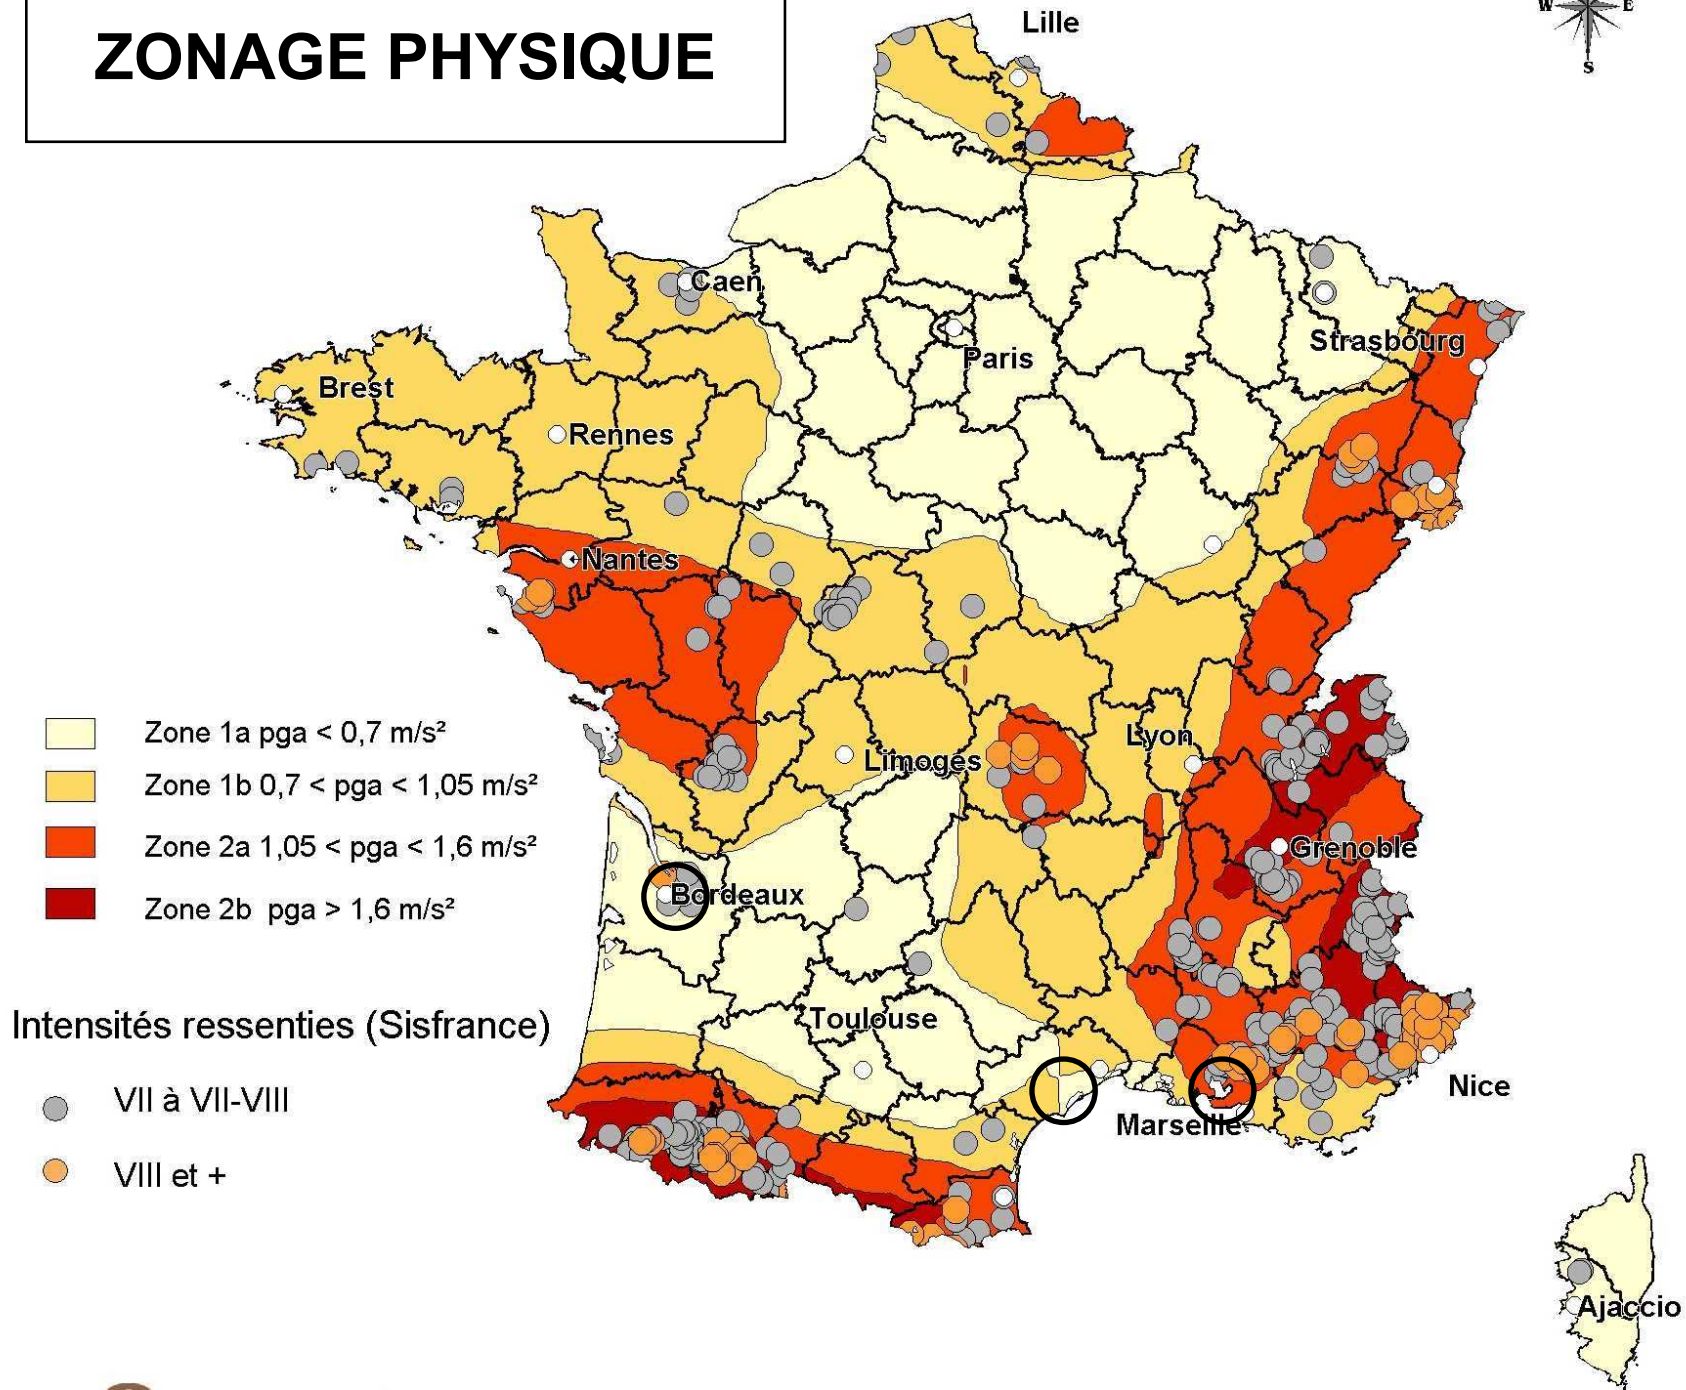 ZONAGE PHYSIQUE
W E
S
Lille
Caen
Strasbourg
Paris
Brest
Rennes
Nantes
Lyon
Limoges
Grenoble
Bordeaux
Toulouse
Nice
Marseille
Ajaccio
Zone 1a pga < 0,7 m/s²
Zone 1b 0,7 < pga < 1,05 m/s²
Zone 2a 1,05 < pga < 1,6 m/s²
Zone 2b pga > 1,6 m/s²
Intensités ressenties (Sisfrance)
VII à VII-VIII
VIII et +